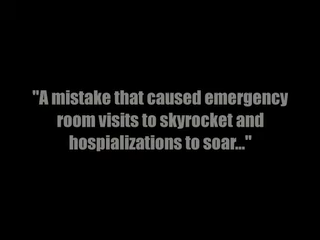 "A mistake that caused emergency
room visits to skyrocket and
hospializations to soar..."